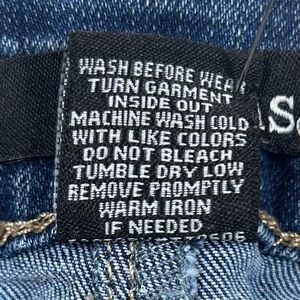 WASH BEFORE WEAR
TURN GARMENT
INSIDE OUT
MACHINE WASH COLD
WITH LIKE COLORS
DO NOT BLEACH
TUMBLE DRY LOW
REMOVE PROMPTLY
WARM IRON
IF NEEDED